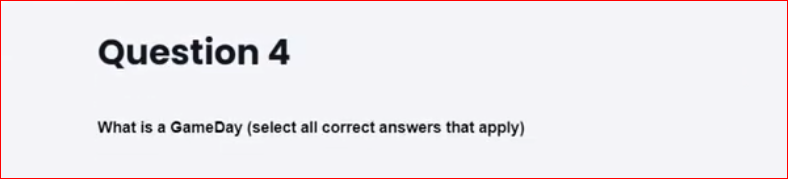 Question 4
What is a GameDay (select all correct answers that apply)